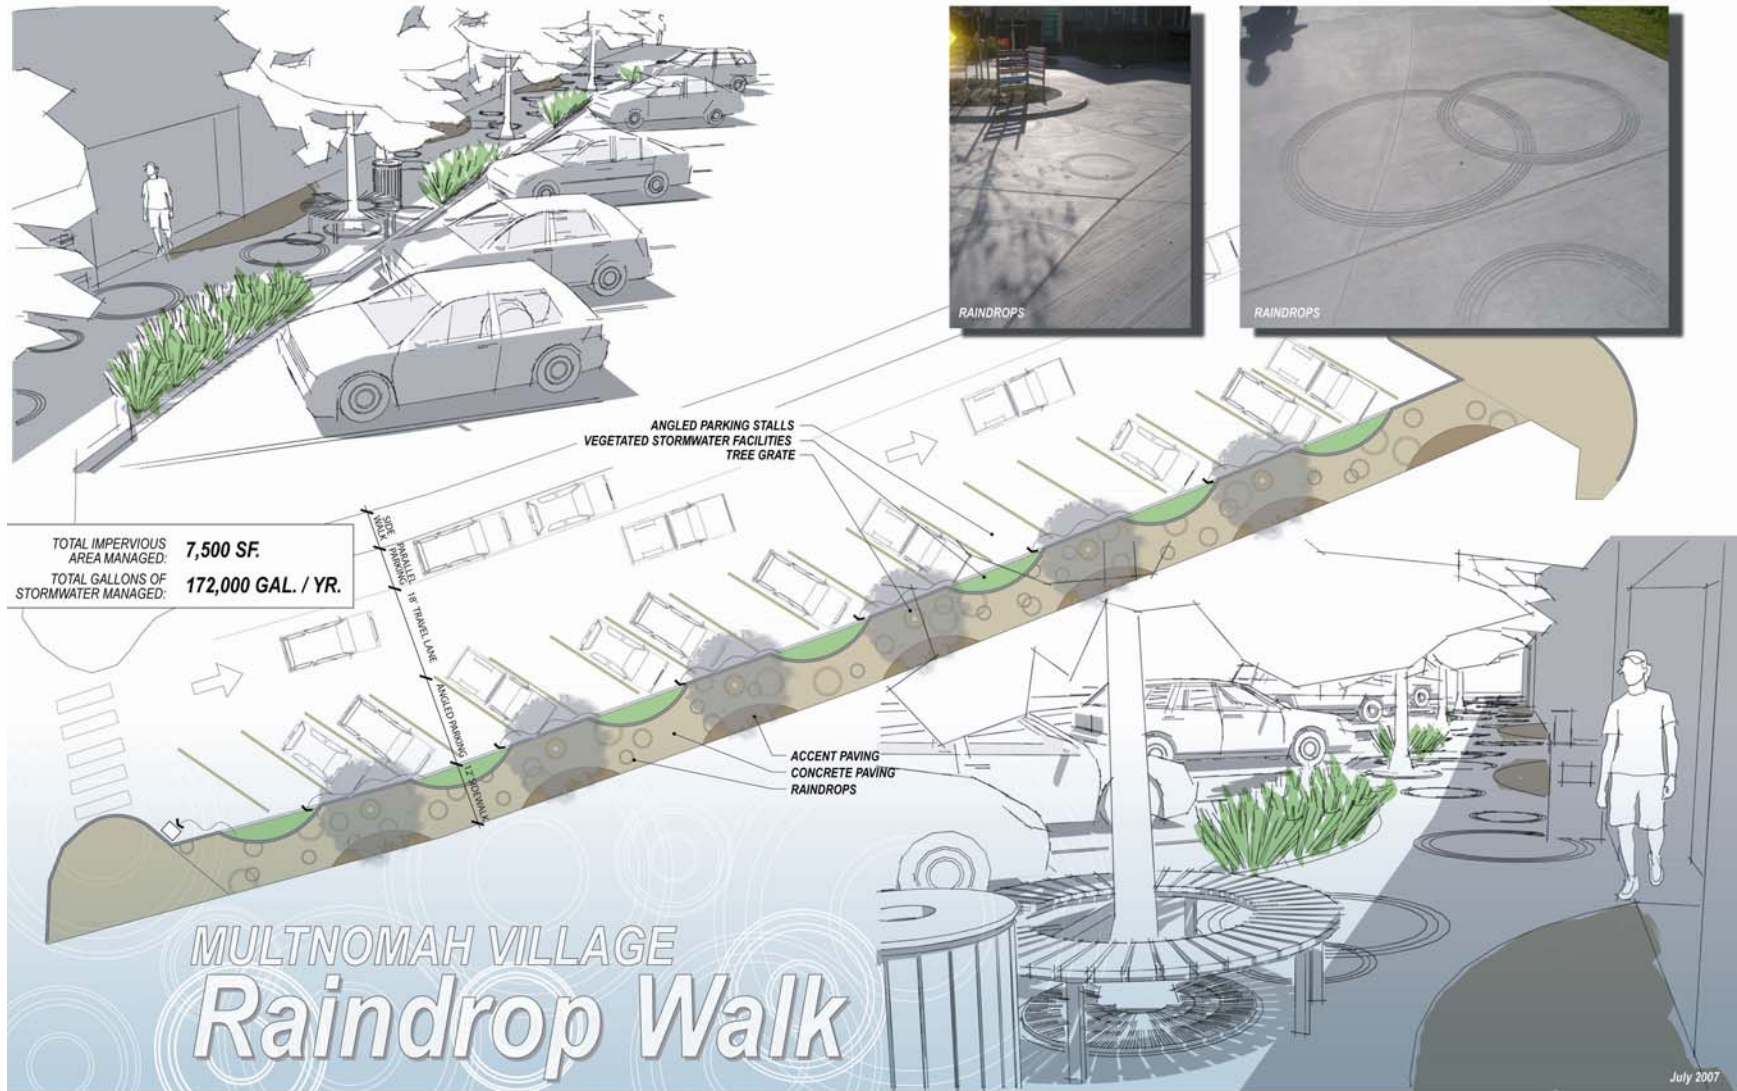 RAINDROPS
RAINDROPS
ANGLED PARKING STALLS
VEGETATED STORMWATER FACILITIES
TREE GRATE
TOTAL IMPERVIOUS
AREA MANAGED: 7,500 SF.
TOTAL GALLONS OF
STORMWATER MANAGED: 172,000 GAL. / YR.
SIDE
WALK
PARALLEL
PARKING
18' TRAVEL LANE
ANGLED PARKING
12' SIDEWALK
ACCENT PAVING
CONCRETE PAVING
RAINDROPS
MULTNOMAH VILLAGE
Raindrop Walk
July 2007